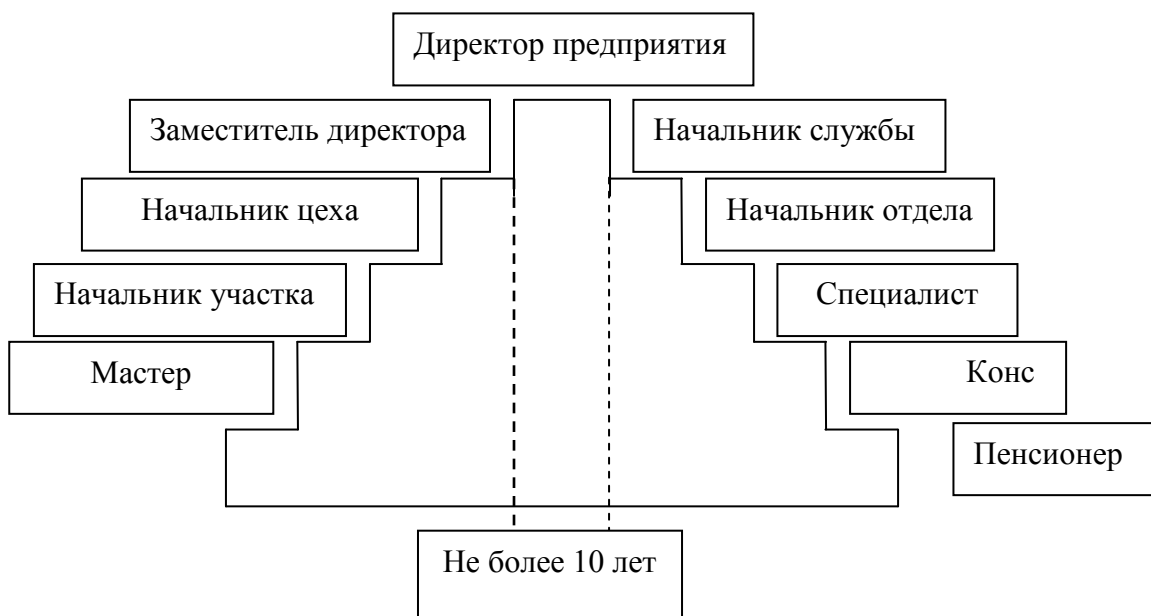 Директор предприятия
Заместитель директора
Начальник службы
Начальник цеха
Начальник отдела
Начальник участка
Специалист
Мастер
Конс
Пенсионер
Не более 10 лет